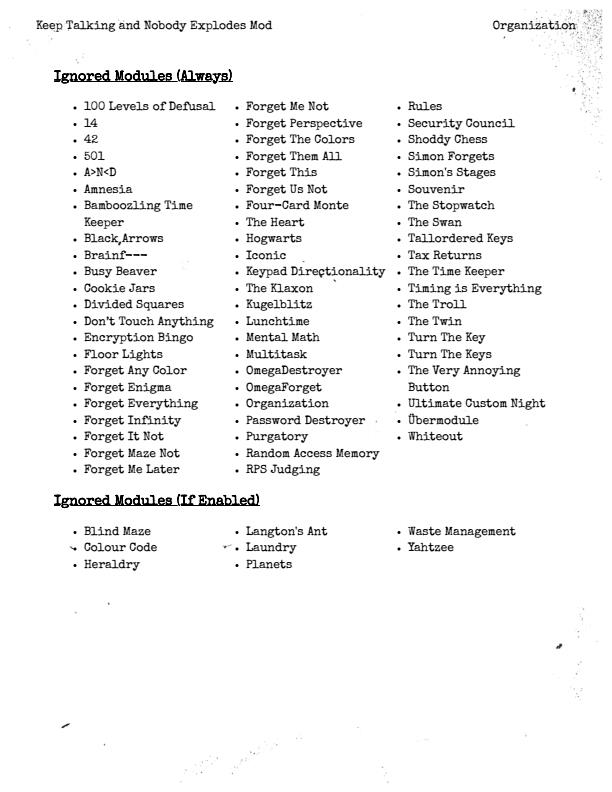 Keep Talking and Nobody Explodes Mod
Organization
Ignored Modules (Always)
100 Levels of Defusal
14
42
501
A>N<D
Amnesia
Bamboozling Time
Keeper
Black Arrows
Brainf---
Busy Beaver
Cookie Jars
Divided Squares
Don't Touch Anything
Encryption Bingo
Floor Lights
Forget Any Color
Forget Enigma
Forget Everything
Forget Infinity
Forget It Not
Forget Maze Not
Forget Me Later
Forget Me Not
Forget Perspective
Forget The Colors
Forget Them All
Forget This
Forget Us Not
Four-Card Monte
The Heart
Hogwarts
Iconic
Keypad Directionality
The Klaxon
Kugelblitz
Lunchtime
Mental Math
Multitask
OmegaDestroyer
OmegaForget
Organization
Password Destroyer
Purgatory
Random Access Memory
RPS Judging
Rules
Security Council
Shoddy Chess
Simon Forgets
Simon's Stages
Souvenir
The Stopwatch
The Swan
Tallordered Keys
Tax Returns
The Time Keeper
Timing is Everything
The Troll
The Twin
Turn The Key
Turn The Keys
The Very Annoying
Button
Ultimate Custom Night
Übermodule
Whiteout
Ignored Modules (If Enabled)
Blind Maze
Colour Code
Heraldry
Langton's Ant
Laundry
Planets
Waste Management
Yahtzee